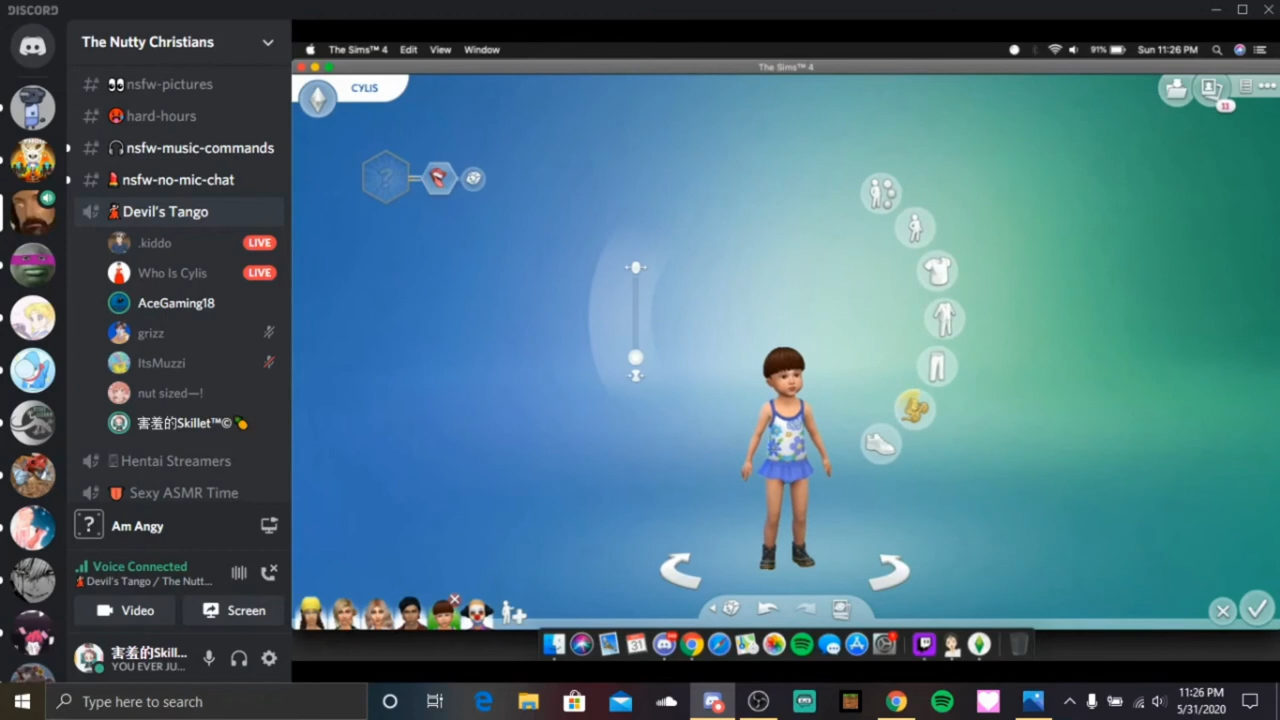 DISCORD
The Nutty Christians
nsfw-pictures
hard-hours
nsfw-music-commands
nsfw-no-mic-chat
Devil's Tango
.kiddo LIVE
Who Is Cylis LIVE
AceGaming18
grizz
ItsMuzzi
nut sized—!
害羞的Skillet™©
Hentai Streamers
Sexy ASMR Time
? Am Angy
Voice Connected
Devil's Tango / The Nutt...
Video Screen
害羞的Skill...
YOU EVER JU...
The Sims™ 4 Edit View Window 91% Sun 11:26 PM
The Sims™ 4
CYLIS
11
?
31
Type here to search
11:26 PM
5/31/2020